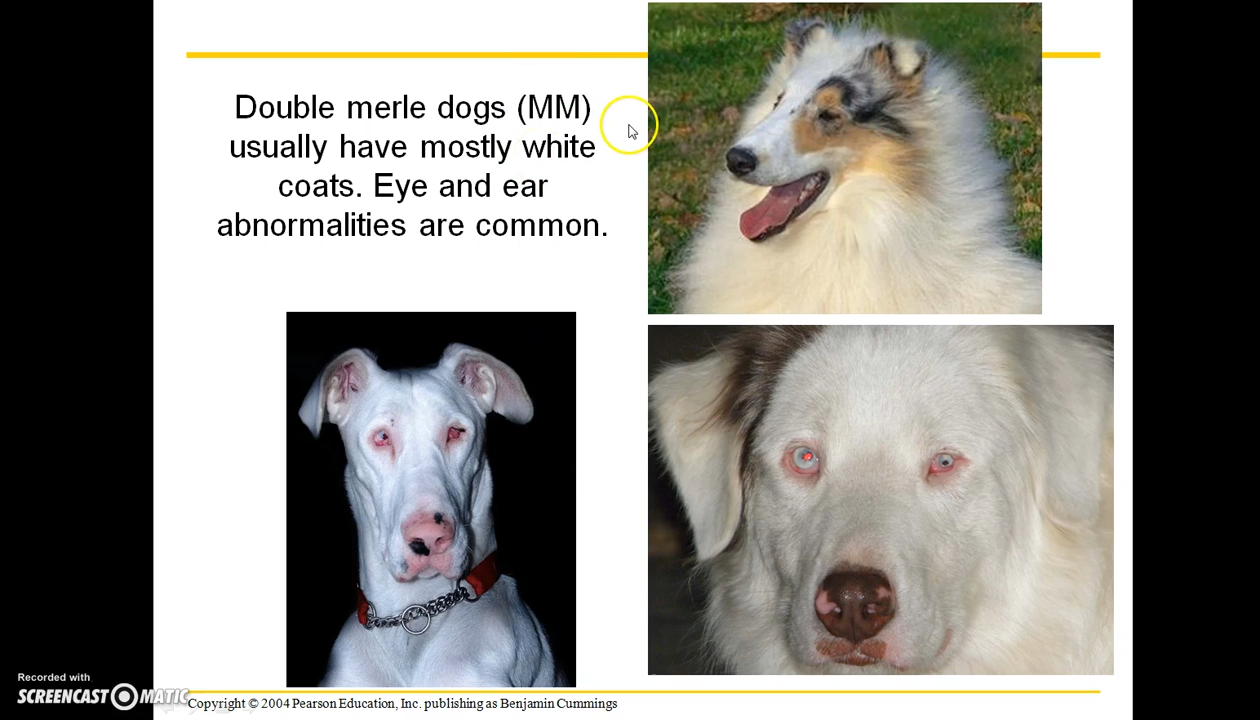 Double merle dogs (MM)
usually have mostly white
coats. Eye and ear
abnormalities are common.
Recorded with
SCREENCAST MATIC
Copyright © 2004 Pearson Education, Inc. publishing as Benjamin Cummings